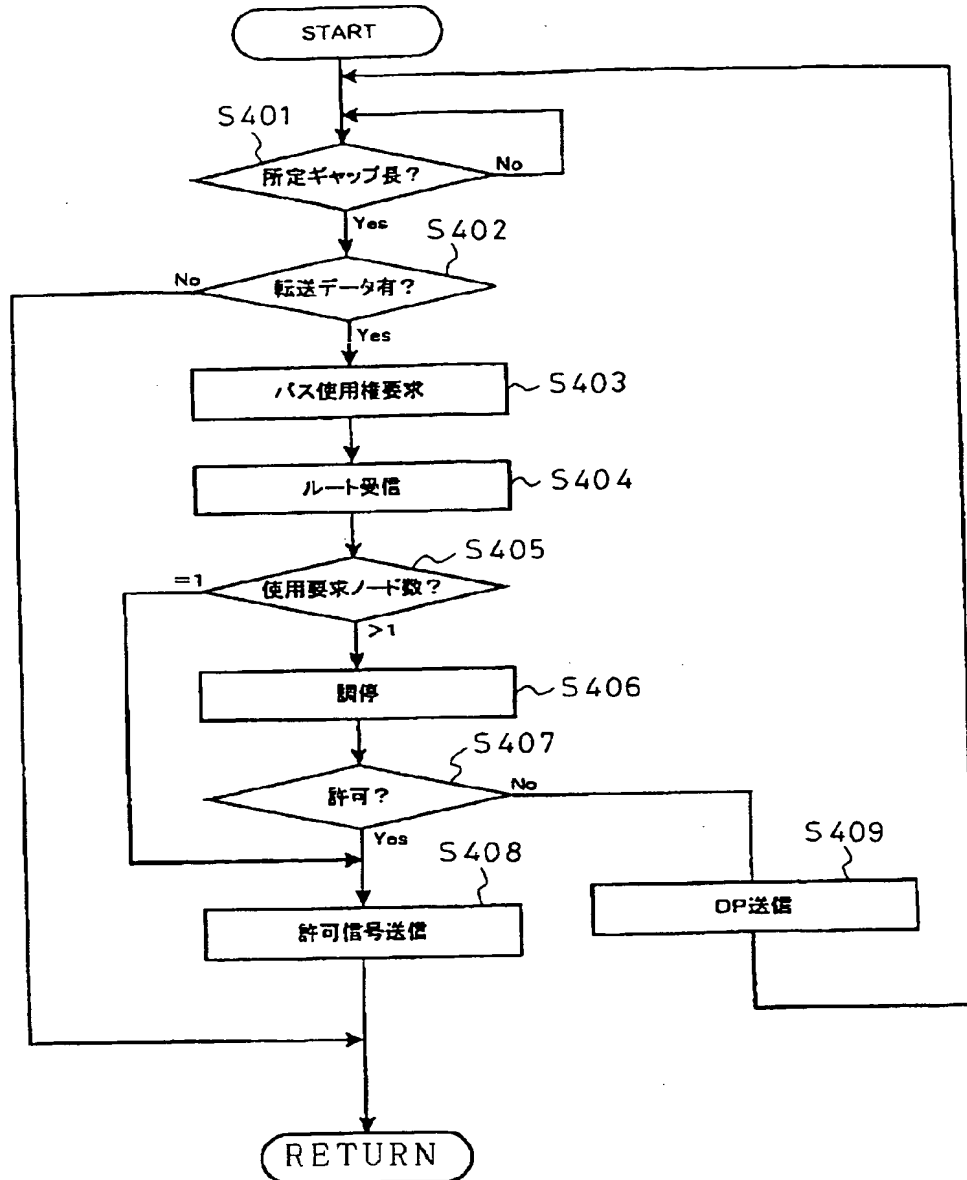 START
S401
所定ギャップ長？
No
Yes
S402
転送データ有？
No
Yes
バス使用権要求
S403
ルート受信
S404
S405
使用要求ノード数？
=1
>1
調停
S406
S407
許可？
No
Yes
S408
許可信号送信
S409
DP送信
RETURN